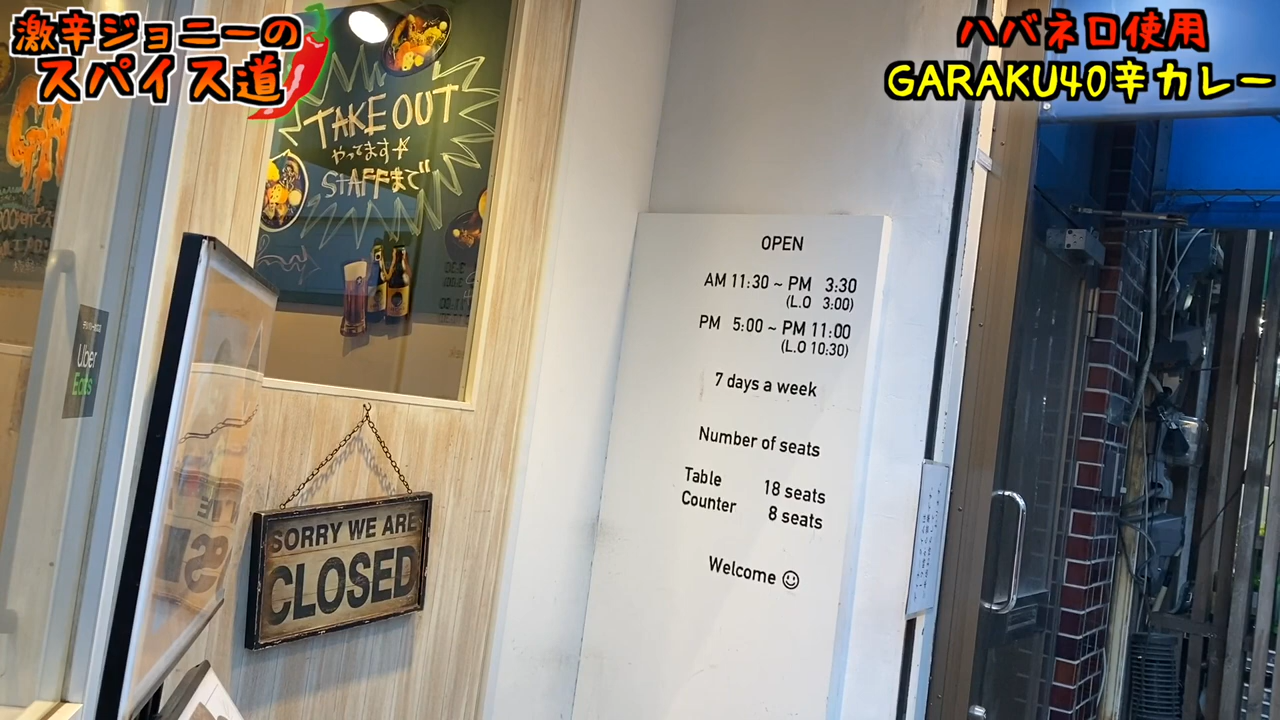 激辛ジョニーの
スパイス道
ハバネロ使用
GARAKU40辛カレー
TAKE OUT
やってます
STAFFまで
Uber
Eats
SORRY WE ARE
CLOSED
OPEN
AM 11:30 ~ PM 3:30
(L.O 3:00)
PM 5:00 ~ PM 11:00
(L.O 10:30)
7 days a week
Number of seats
Table 18 seats
Counter 8 seats
Welcome ☺